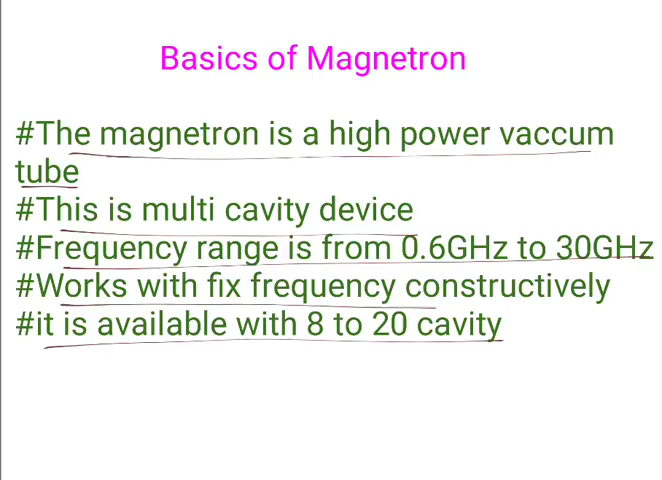 Basics of Magnetron
#The magnetron is a high power vaccum
tube
#This is multi cavity device
#Frequency range is from 0.6GHz to 30GHz
#Works with fix frequency constructively
#it is available with 8 to 20 cavity